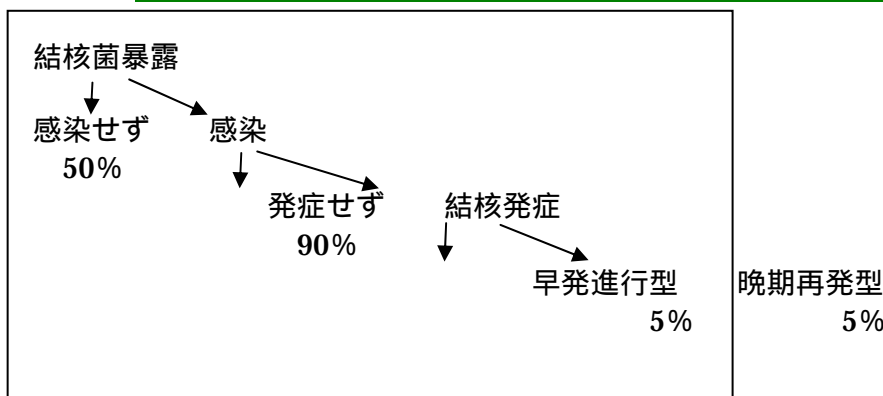 結核菌暴露
感染せず 感染
50%
発症せず 結核発症
90%
早発進行型 晩期再発型
5% 5%